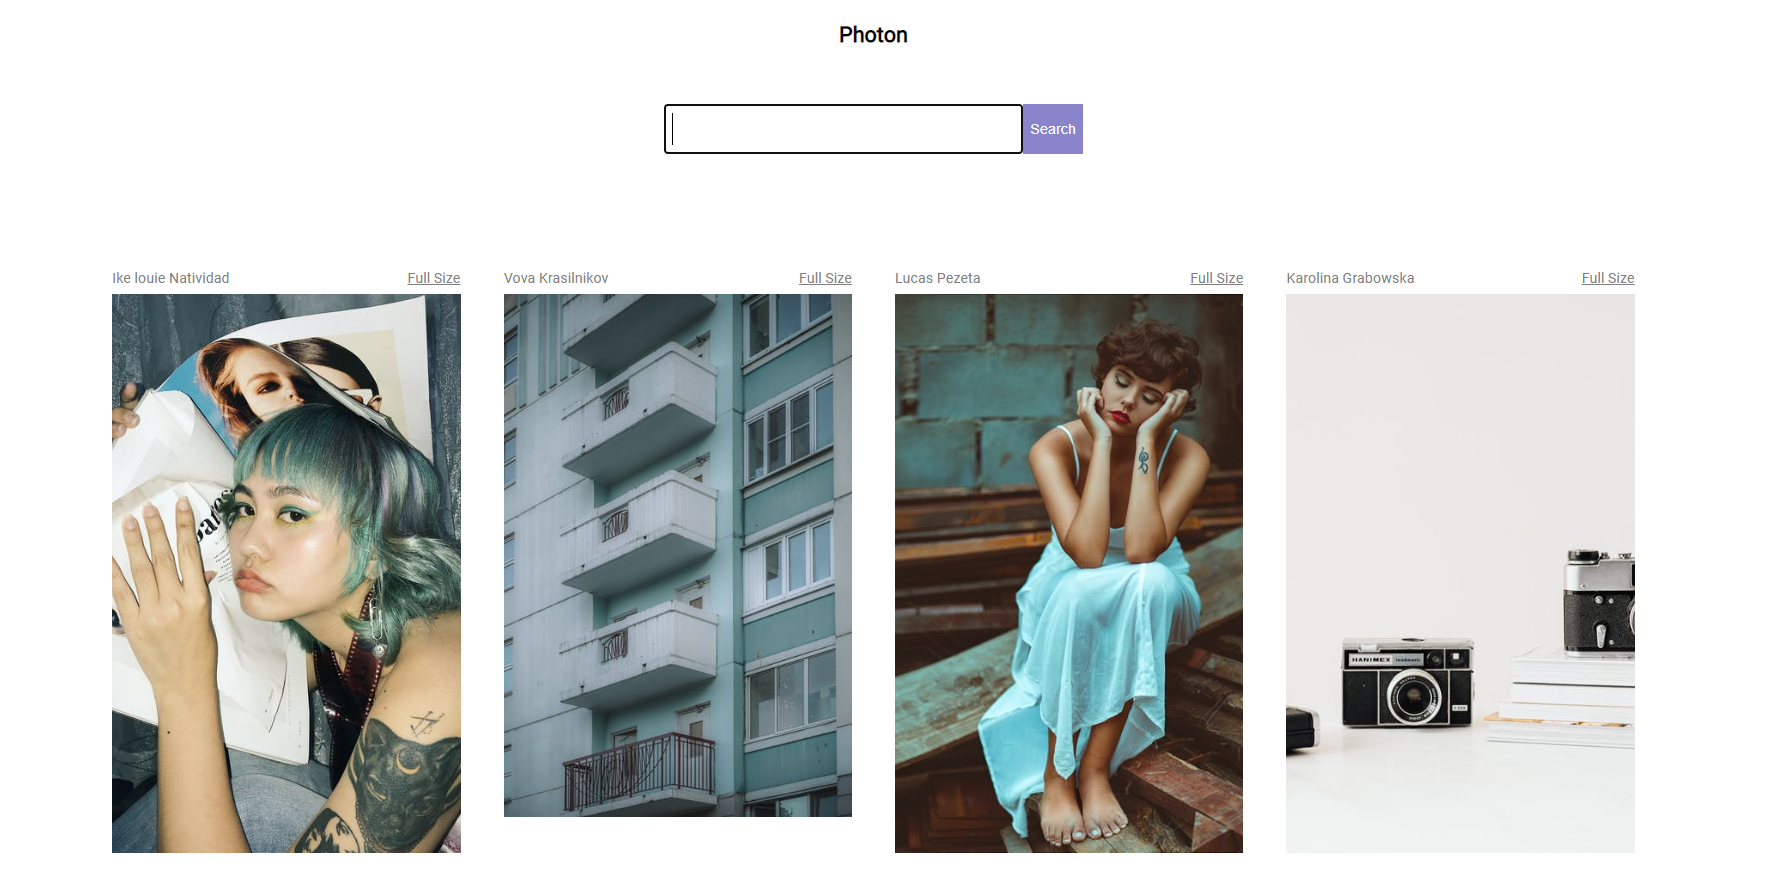 Photon
Search
Ike louie Natividad
Full Size
Vova Krasilnikov
Full Size
Lucas Pezeta
Full Size
Karolina Grabowska
Full Size
HANIMEX